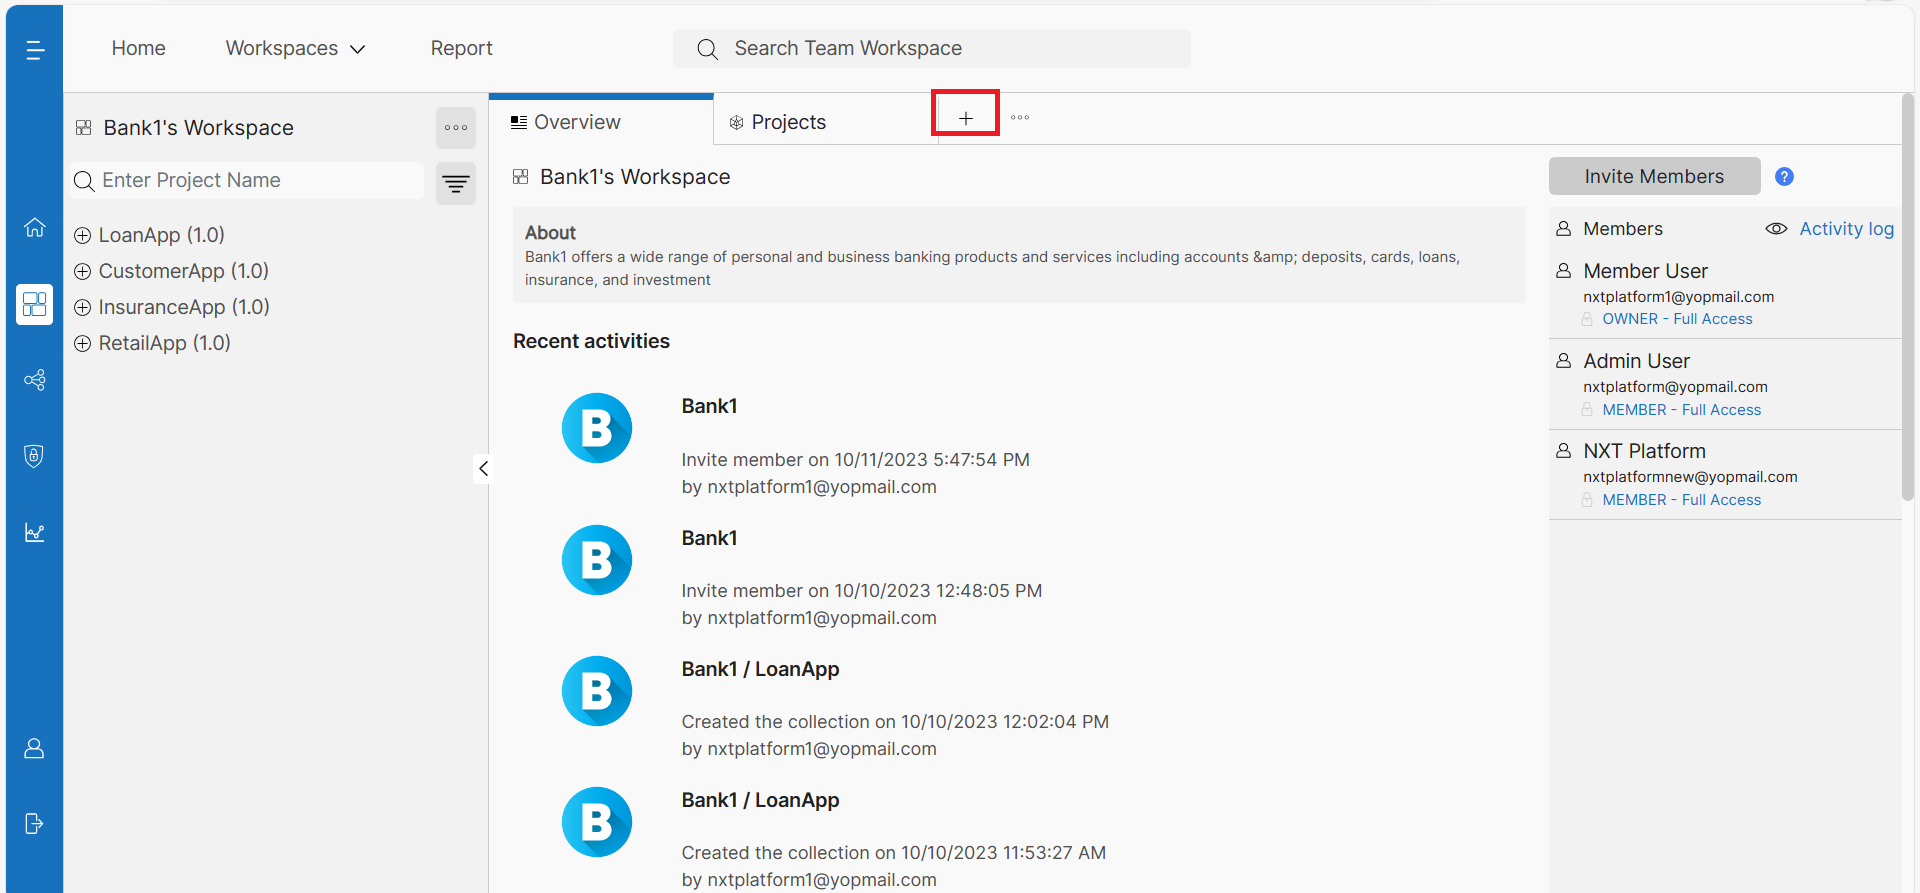 Home
Workspaces
Report
Search Team Workspace
Bank1's Workspace
Enter Project Name
LoanApp (1.0)
CustomerApp (1.0)
InsuranceApp (1.0)
RetailApp (1.0)
Overview
Projects
Bank1's Workspace
About
Bank1 offers a wide range of personal and business banking products and services including accounts &amp; deposits, cards, loans,
insurance, and investment
Recent activities
B
Bank1
Invite member on 10/11/2023 5:47:54 PM
by nxtplatform1@yopmail.com
B
Bank1
Invite member on 10/10/2023 12:48:05 PM
by nxtplatform1@yopmail.com
B
Bank1 / LoanApp
Created the collection on 10/10/2023 12:02:04 PM
by nxtplatform1@yopmail.com
B
Bank1 / LoanApp
Created the collection on 10/10/2023 11:53:27 AM
by nxtplatform1@yopmail.com
Invite Members
?
Members
Activity log
Member User
nxtplatform1@yopmail.com
OWNER - Full Access
Admin User
nxtplatform@yopmail.com
MEMBER - Full Access
NXT Platform
nxtplatformnew@yopmail.com
MEMBER - Full Access